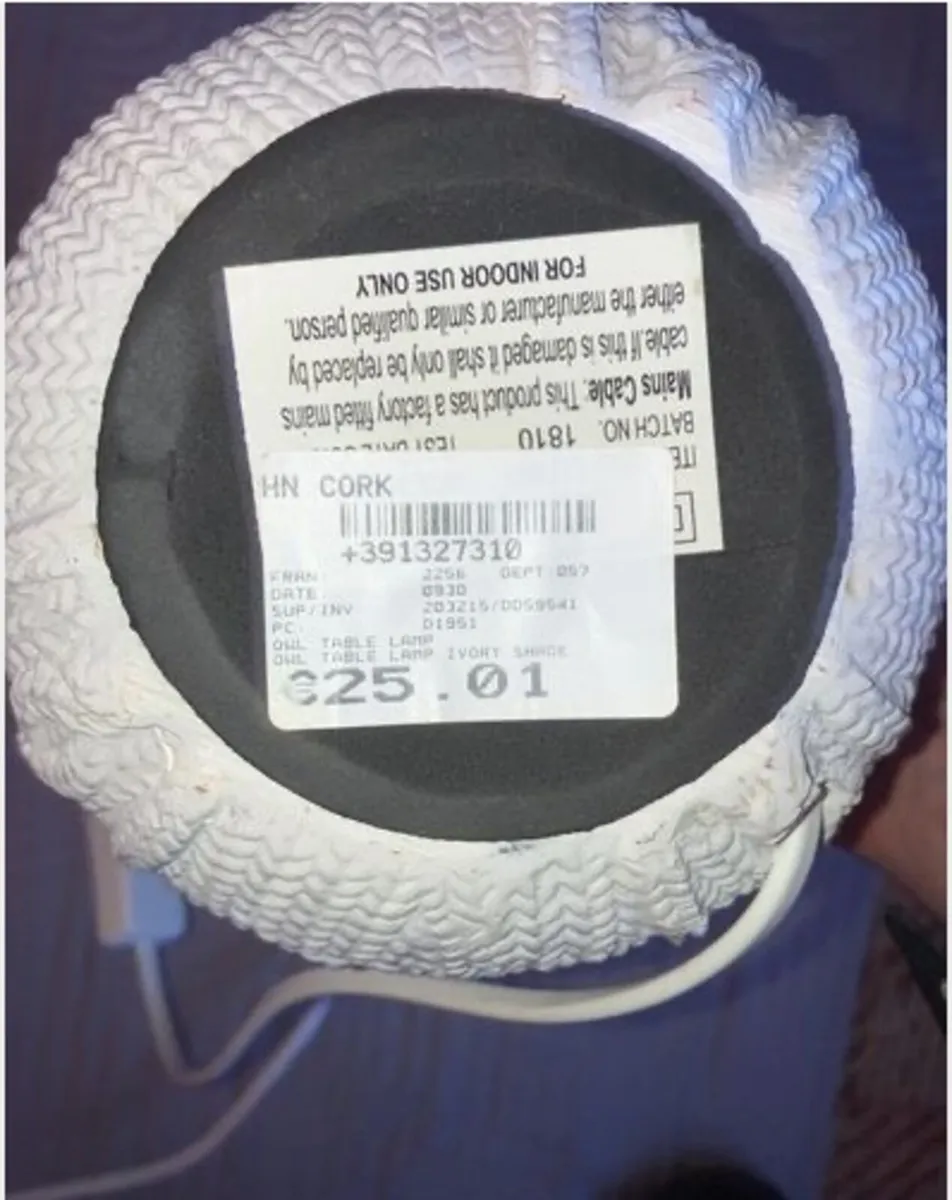 HN CORK
+391327310
FRAN: 2256 DEPT 057
DATE. 0930
SUP/INV 203215/DDS9541
PC. D1951
OWL TABLE LAMP
OWL TABLE LAMP IVORY SHADE
€25.01
BATCH NO. 1810
Mains Cable: This product has a factory fitted mains
cable.If this is damaged it shall only be replaced by
either the manufacturer or similar qualified person.
FOR INDOOR USE ONLY